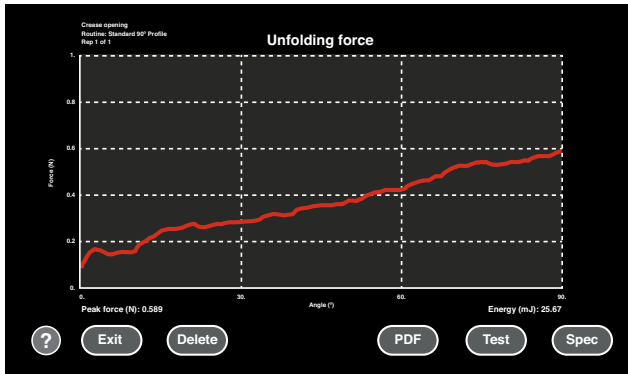 Crease opening
Routine: Standard 90° Profile
Rep 1 of 1
Unfolding force
1.
0.8
0.6
Force (N)
0.4
0.2
0.
0.
30.
60.
90.
Angle (°)
Peak force (N): 0.589
Energy (mJ): 25.67
?
Exit
Delete
PDF
Test
Spec